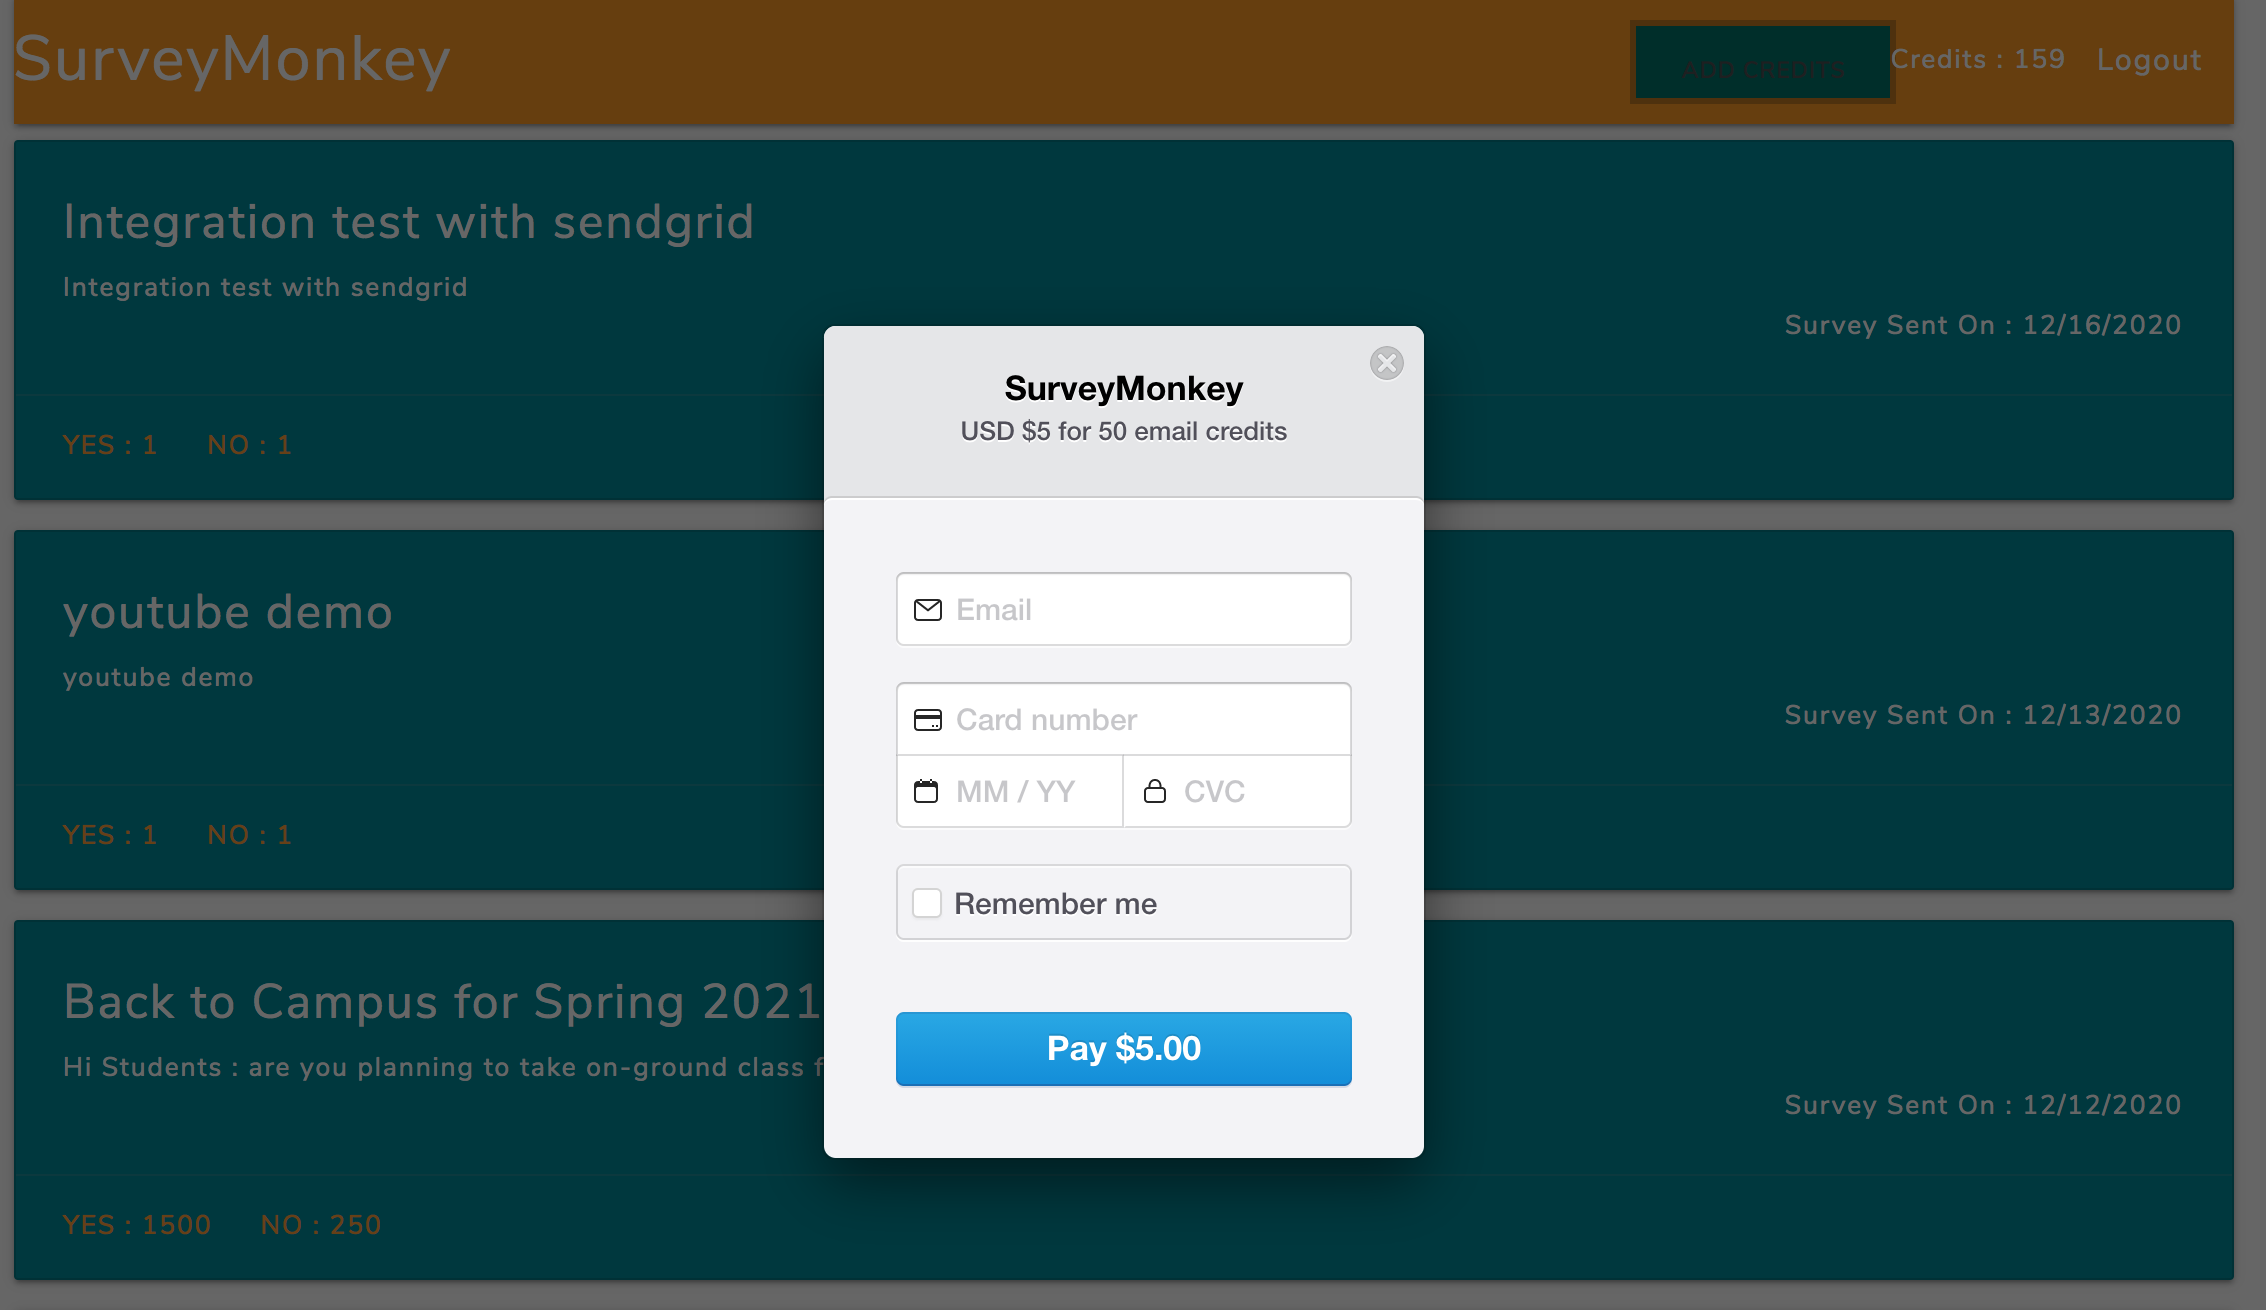 SurveyMonkey
ADD CREDITS
Credits : 159
Logout
Integration test with sendgrid
Integration test with sendgrid
Survey Sent On : 12/16/2020
YES : 1 NO : 1
youtube demo
youtube demo
Survey Sent On : 12/13/2020
YES : 1 NO : 1
Back to Campus for Spring 2021
Hi Students : are you planning to take on-ground class f
Survey Sent On : 12/12/2020
YES : 1500 NO : 250
SurveyMonkey
USD $5 for 50 email credits
Email
Card number
MM / YY CVC
Remember me
Pay $5.00